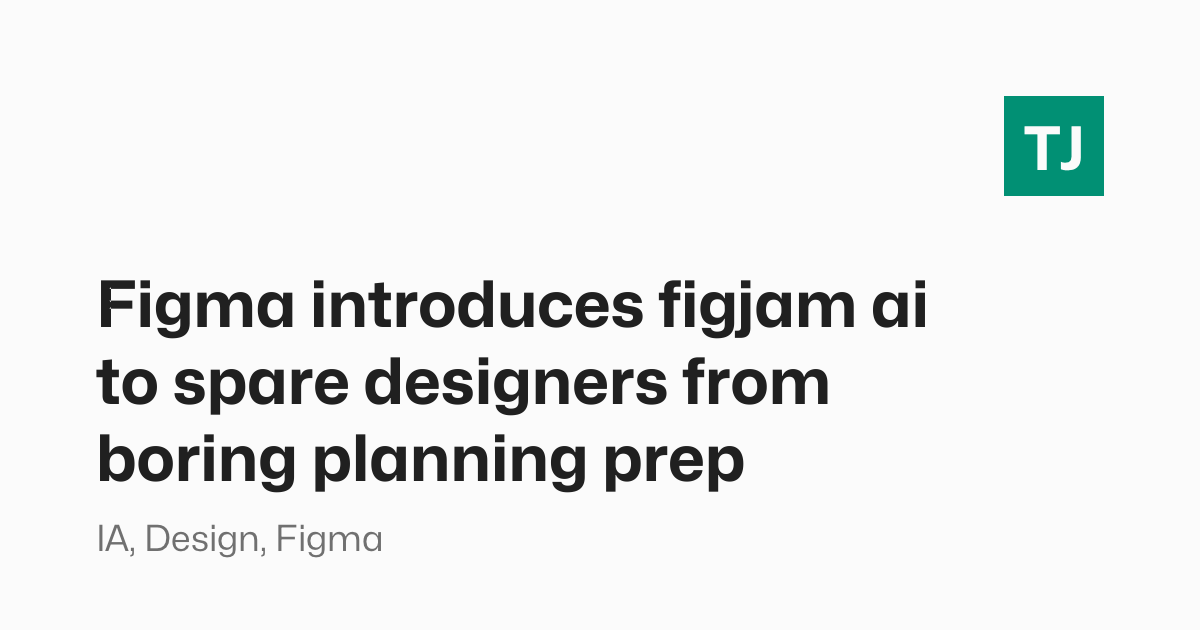 TJ
Figma introduces figjam ai
to spare designers from
boring planning prep
IA, Design, Figma